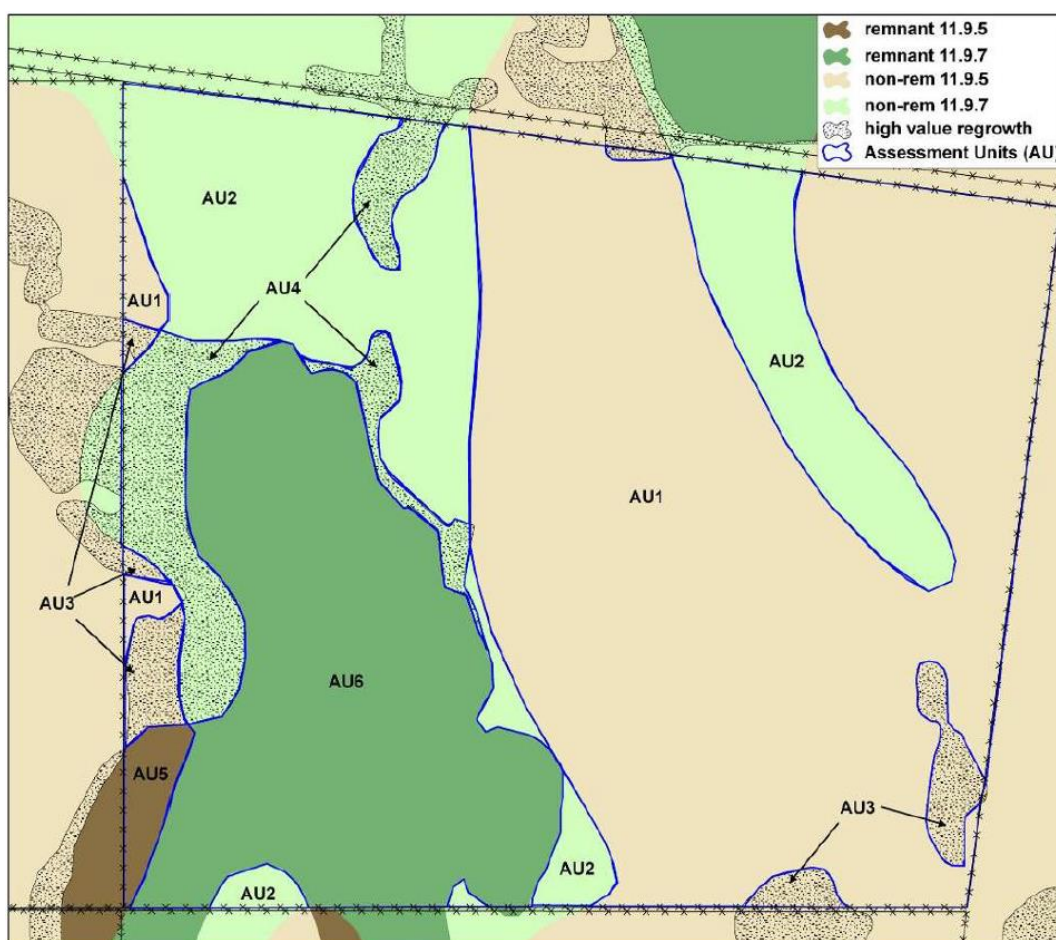 remnant 11.9.5
remnant 11.9.7
non-rem 11.9.5
non-rem 11.9.7
high value regrowth
Assessment Units (AU)
AU2
AU4
AU1
AU2
AU1
AU3
AU1
AU6
AU5
AU3
AU2
AU2